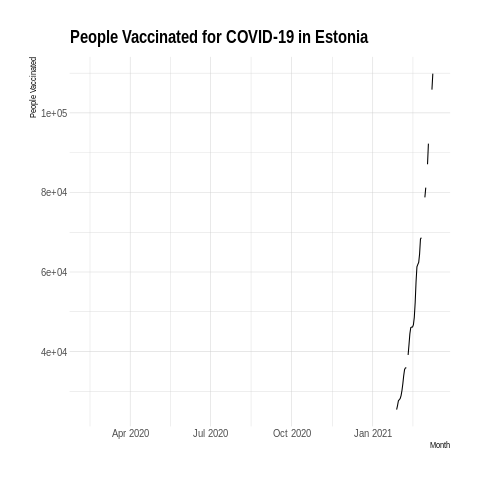 People Vaccinated for COVID-19 in Estonia
People Vaccinated
1e+05
8e+04
6e+04
4e+04
Apr 2020
Jul 2020
Oct 2020
Jan 2021
Month